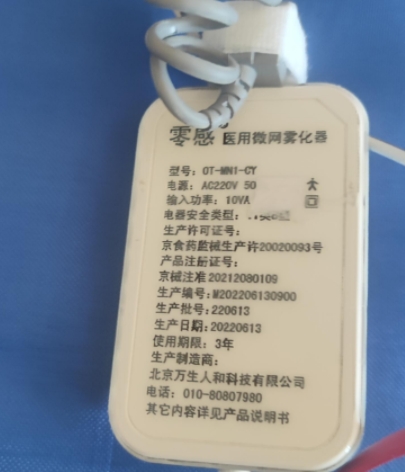 零感 医用微网雾化器
型号: OT-MN1-CY
电源: AC220V 50
输入功率: 10VA
电器安全类型:
生产许可证号:
京食药监械生产许20020093号
产品注册证号:
京械注准20212080109
生产编号: M202206130900
生产批号: 220613
生产日期: 20220613
使用期限: 3年
生产制造商:
北京万生人和科技有限公司
电话: 010-80807980
其它内容详见产品说明书